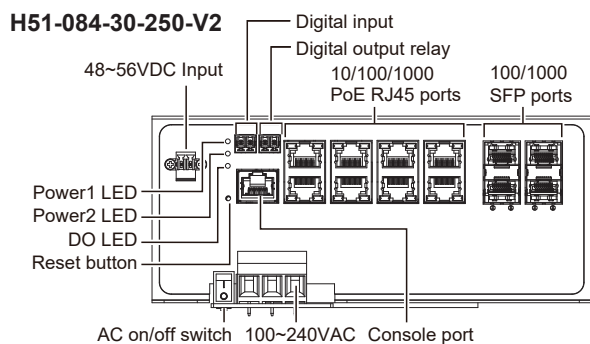 H51-084-30-250-V2
Digital input
Digital output relay
48~56VDC Input
10/100/1000
PoE RJ45 ports
100/1000
SFP ports
Power1 LED
Power2 LED
DO LED
Reset button
AC on/off switch
100~240VAC
Console port